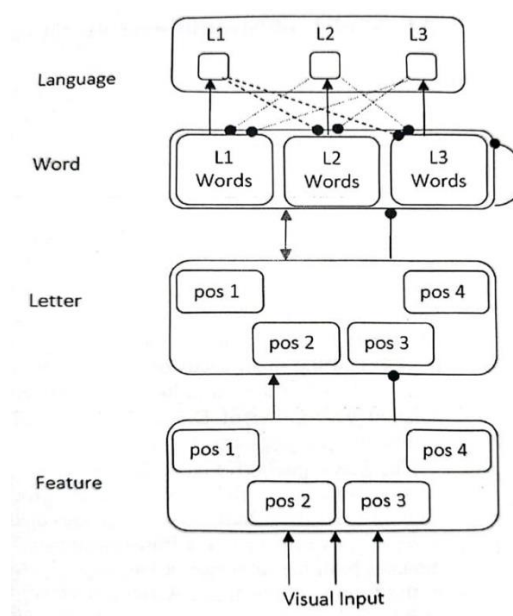 L1 L2 L3
Language
Word
L1 Words
L2 Words
L3 Words
Letter
pos 1
pos 4
pos 2
pos 3
Feature
pos 1
pos 4
pos 2
pos 3
Visual Input